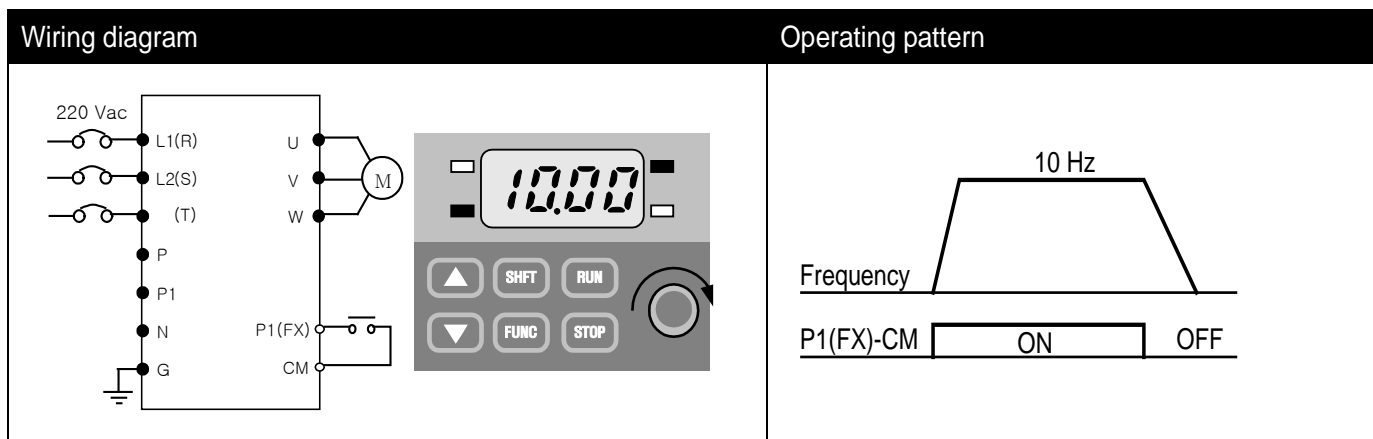 Wiring diagram
Operating pattern
220 Vac
L1(R)
U
L2(S)
V
M
(T)
W
P
P1
N
P1(FX)
G
CM
10.00
SHFT
RUN
FUNC
STOP
10 Hz
Frequency
P1(FX)-CM
ON
OFF